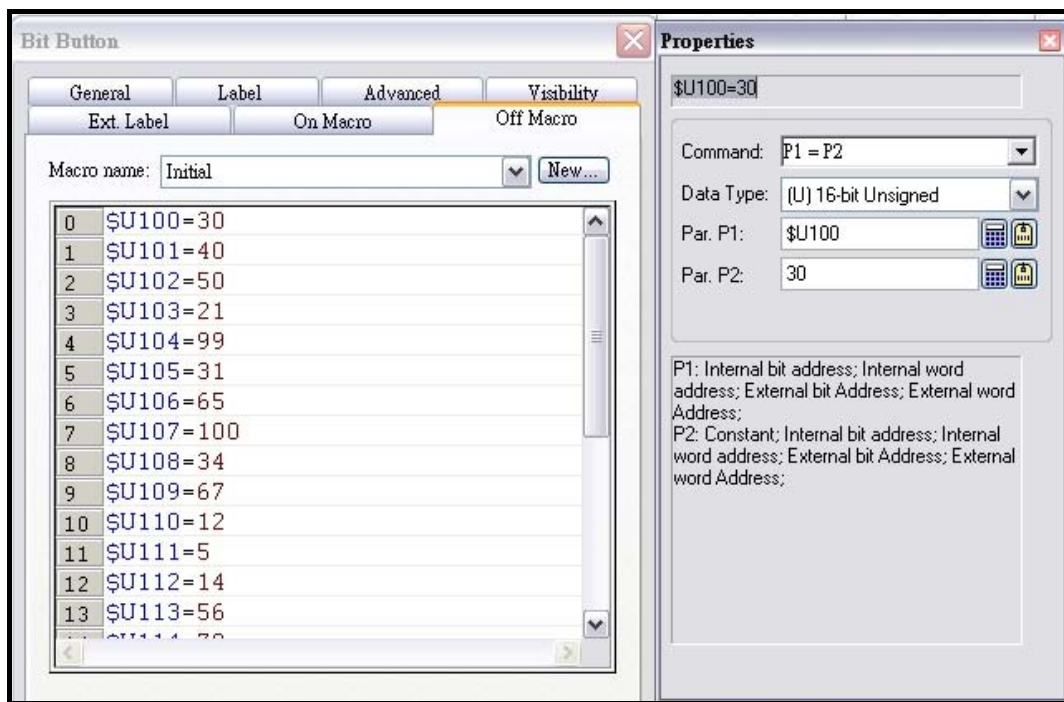 Bit Button
General Label Advanced Visibility
Ext. Label On Macro Off Macro
Macro name: Initial New...
0 $U100=30
1 $U101=40
2 $U102=50
3 $U103=21
4 $U104=99
5 $U105=31
6 $U106=65
7 $U107=100
8 $U108=34
9 $U109=67
10 $U110=12
11 $U111=5
12 $U112=14
13 $U113=56
Properties
$U100=30
Command: P1 = P2
Data Type: (U) 16-bit Unsigned
Par. P1: $U100
Par. P2: 30
P1: Internal bit address; Internal word
address; External bit Address; External word
Address;
P2: Constant; Internal bit address; Internal
word address; External bit Address; External
word Address;